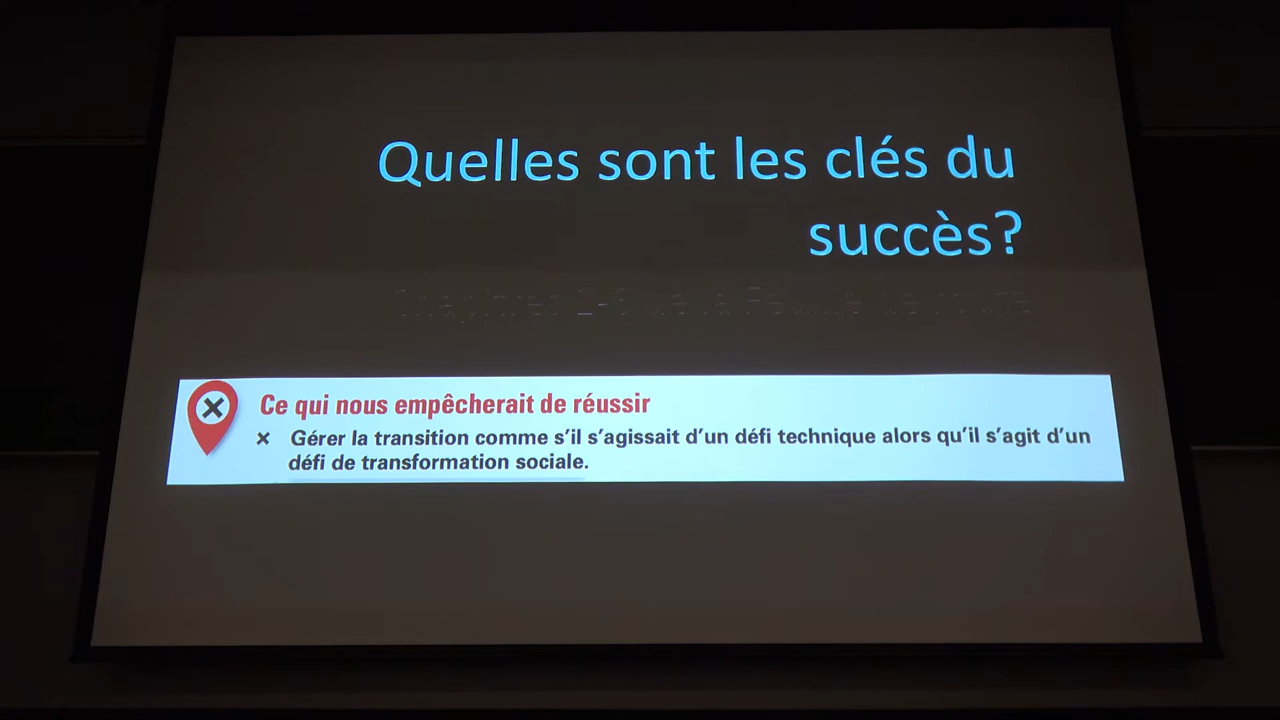 Quelles sont les clés du
succès?
Ce qui nous empêcherait de réussir
× Gérer la transition comme s'il s'agissait d'un défi technique alors qu'il s'agit d'un
défi de transformation sociale.